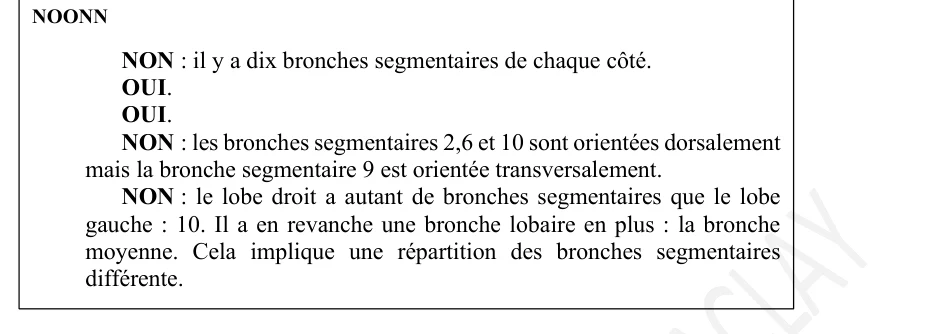 NOONN
NON : il y a dix bronches segmentaires de chaque côté.
OUI.
OUI.
NON : les bronches segmentaires 2,6 et 10 sont orientées dorsalement
mais la bronche segmentaire 9 est orientée transversalement.
NON : le lobe droit a autant de bronches segmentaires que le lobe
gauche : 10. Il a en revanche une bronche lobaire en plus : la bronche
moyenne. Cela implique une répartition des bronches segmentaires
différente.
CLAY